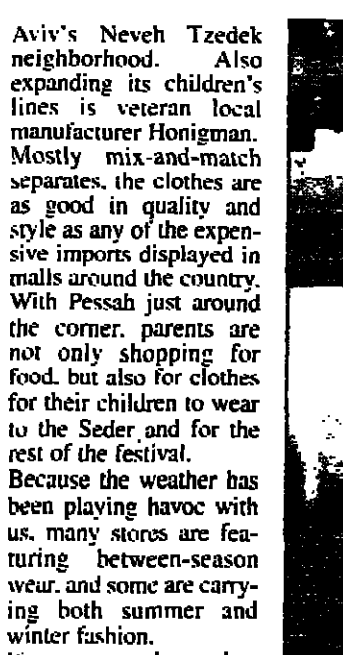 Aviv's Neveh Tzedek
neighborhood. Also
expanding its children's
lines is veteran local
manufacturer Honigman.
Mostly mix-and-match
separates, the clothes are
as good in quality and
style as any of the expen-
sive imports displayed in
malls around the country.
With Pessah just around
the corner, parents are
not only shopping for
food, but also for clothes
for their children to wear
to the Seder and for the
rest of the festival.
Because the weather has
been playing havoc with
us, many stores are fea-
turing between-season
wear, and some are carry-
ing both summer and
winter fashion.